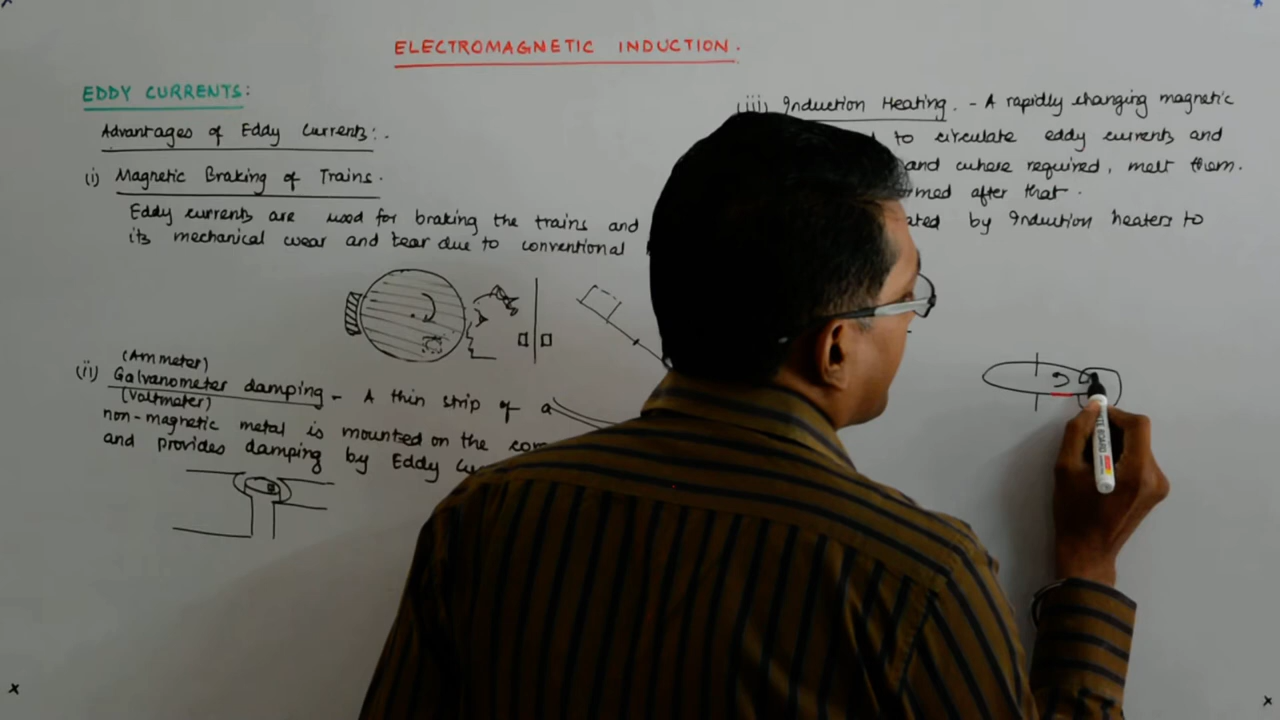 ELECTROMAGNETIC INDUCTION.
EDDY CURRENTS:
Advantages of Eddy Currents:.
(i) Magnetic Braking of Trains.
Eddy currents are used for braking the trains and
its mechanical wear and tear due to conventional
(Ammeter)
(ii) Galvanometer damping - A thin strip of a
(Voltmeter)
non-magnetic metal is mounted on the
and provides damping by Eddy
(iii) Induction Heating. - A rapidly changing magnetic
to circulate eddy currents and
and where required, melt them.
after that.
by Induction heaters to